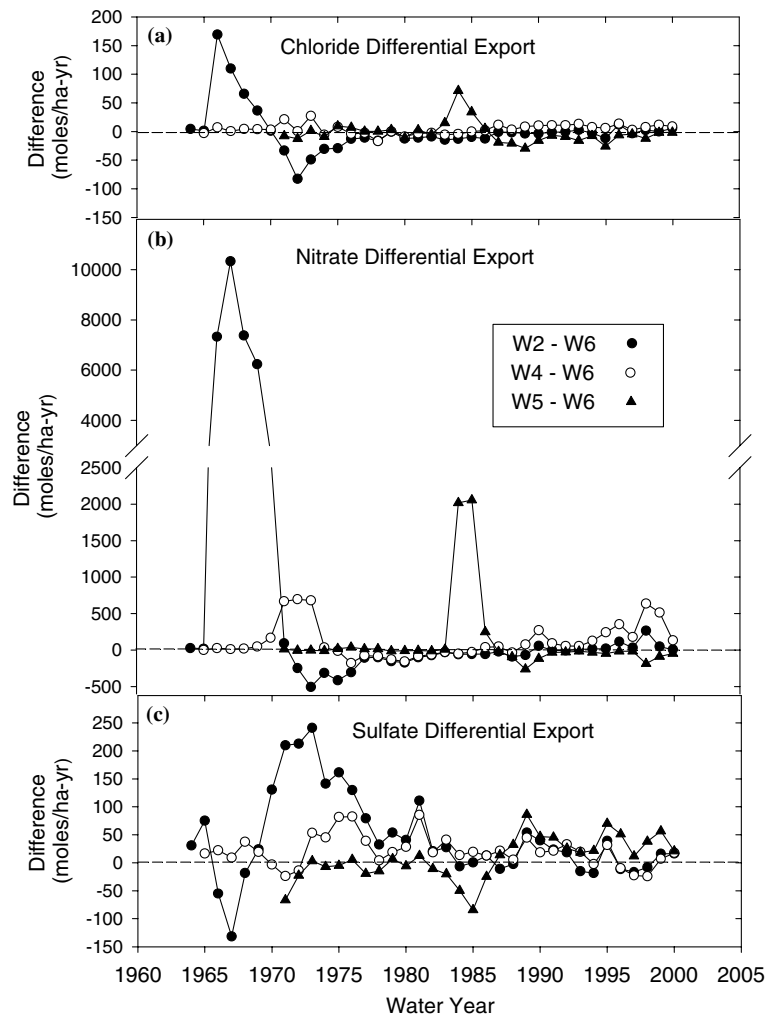 (a)
Chloride Differential Export
Difference
(moles/ha-yr)
200
150
100
50
0
-50
-100
-150
(b)
Nitrate Differential Export
Difference
(moles/ha-yr)
10000
8000
6000
4000
2500
2000
1500
1000
500
0
-500
W2 - W6
W4 - W6
W5 - W6
(c)
Sulfate Differential Export
Difference
(moles/ha-yr)
250
200
150
100
50
0
-50
-100
-150
1960 1965 1970 1975 1980 1985 1990 1995 2000 2005
Water Year